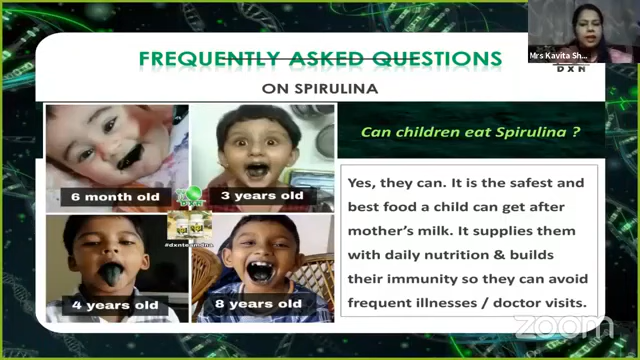 FREQUENTLY ASKED QUESTIONS
ON SPIRULINA
Mrs Kavita Sh...
DXN
Can children eat Spirulina ?
6 month old
3 years old
DXN
#dxnteamdna
4 years old
8 years old
Yes, they can. It is the safest and
best food a child can get after
mother's milk. It supplies them
with daily nutrition & builds
their immunity so they can avoid
frequent illnesses / doctor visits.
zoom